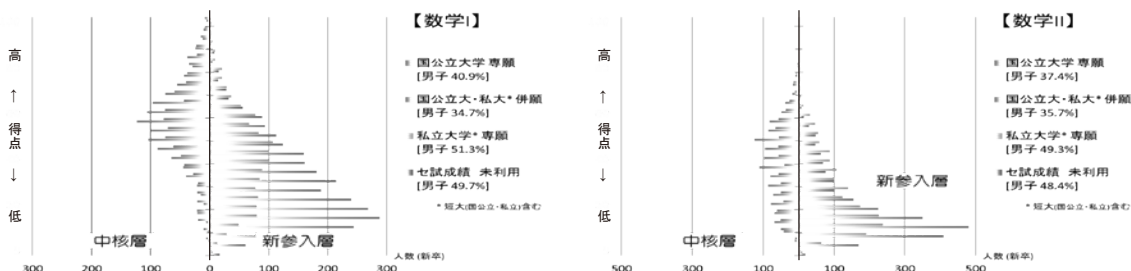 【数学I】
国公立大学 専願
[男子 40.9%]
国公立大・私大* 併願
[男子 34.7%]
私立大学* 専願
[男子 51.3%]
セ試成績 未利用
[男子 49.7%]
* 短大(国公立・私立)含む
高
↑
得点
↓
低
中核層
新参入層
人数 (新卒)
300 200 100 0 100 200 300
【数学II】
国公立大学 専願
[男子 37.4%]
国公立大・私大* 併願
[男子 35.7%]
私立大学* 専願
[男子 49.3%]
セ試成績 未利用
[男子 48.4%]
* 短大(国公立・私立)含む
高
↑
得点
↓
低
新参入層
中核層
人数 (新卒)
500 300 100 100 300 500